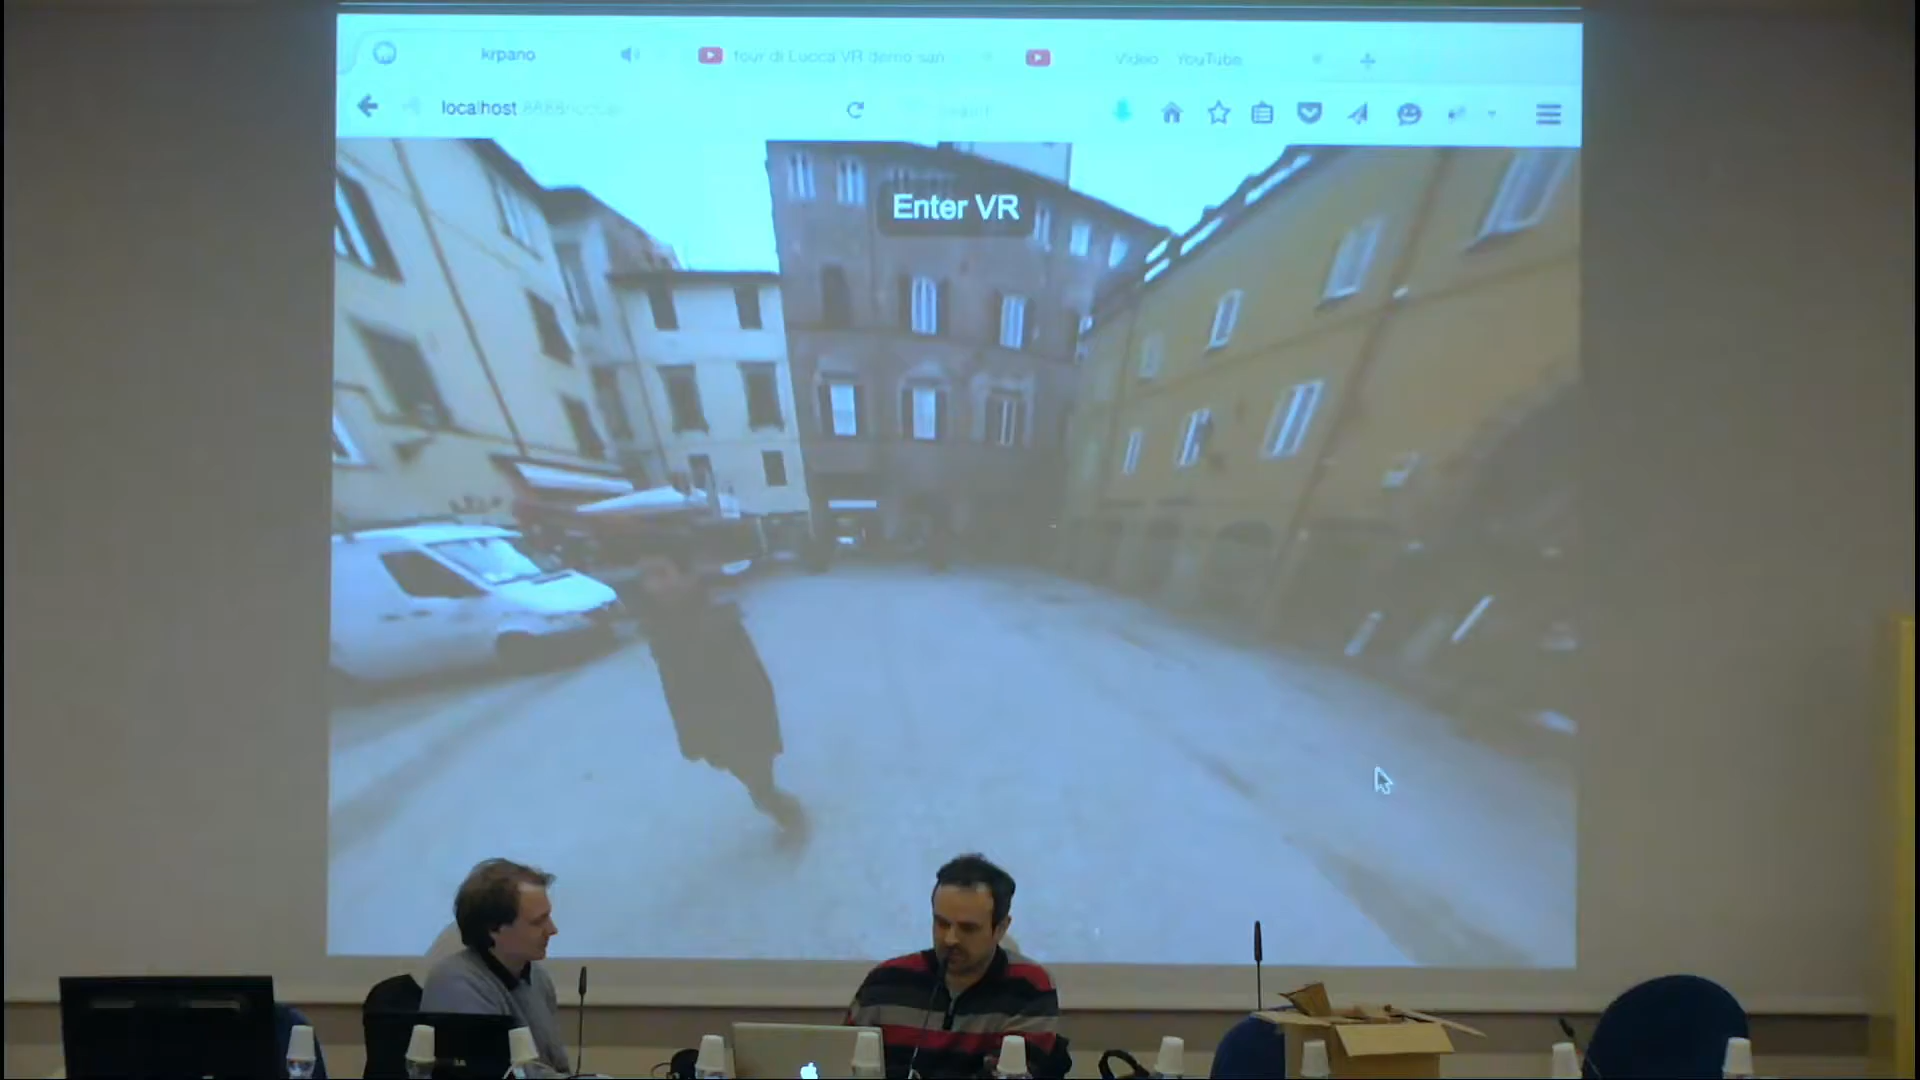 krpano
tour di Lucca VR demo san
Video
YouTube
localhost
Enter VR